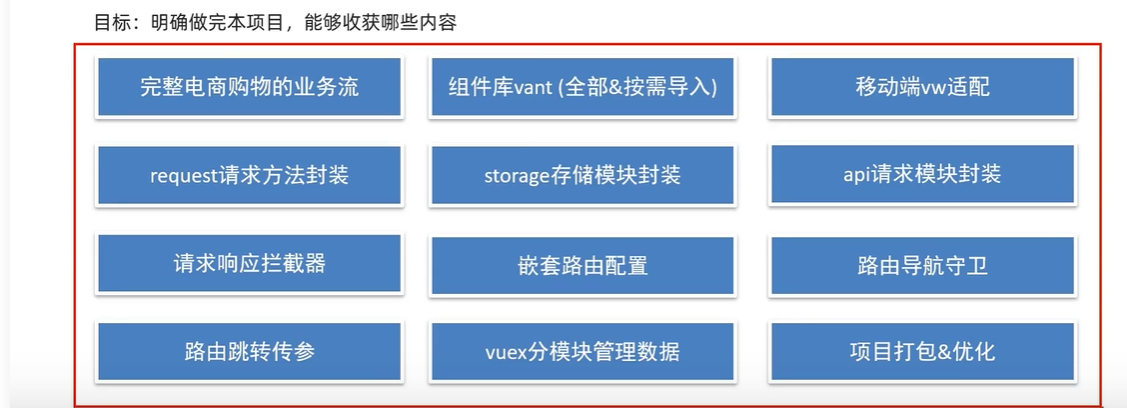 目标：明确做完本项目，能够收获哪些内容
完整电商购物的业务流
组件库vant (全部&按需导入)
移动端vw适配
request请求方法封装
storage存储模块封装
api请求模块封装
请求响应拦截器
嵌套路由配置
路由导航守卫
路由跳转传参
vuex分模块管理数据
项目打包&优化